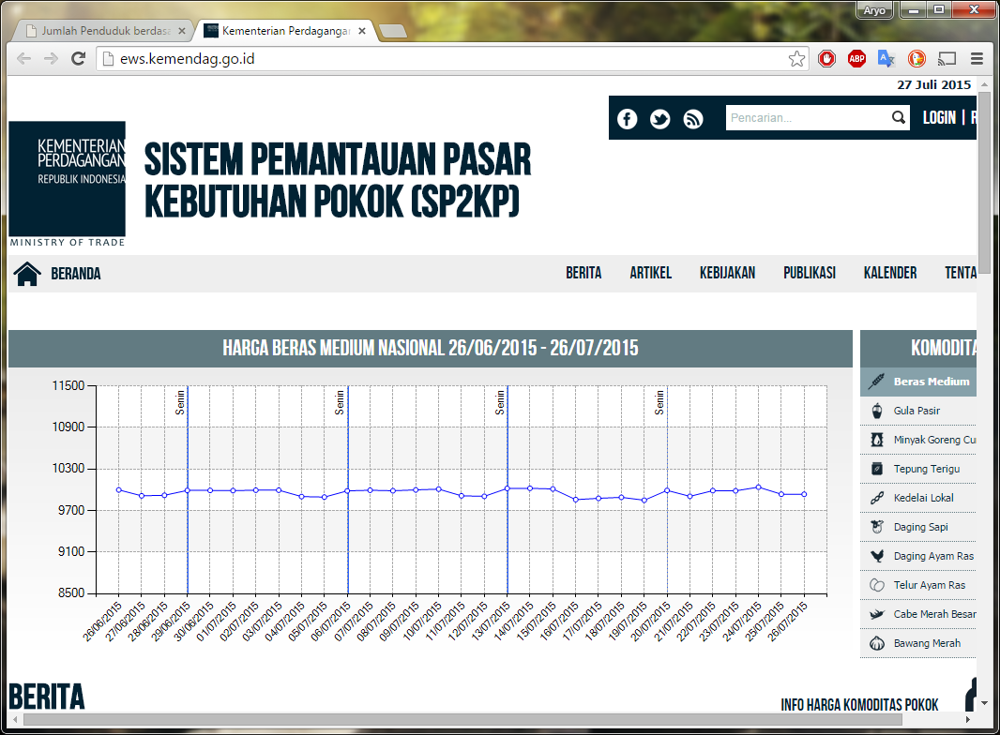 Aryo
Jumlah Penduduk berdasa
Kementerian Perdagangan
ews.kemendag.go.id
ABP
27 Juli 2015
Pencarian...
LOGIN | R
KEMENTERIAN
PERDAGANGAN
REPUBLIK INDONESIA
MINISTRY OF TRADE
SISTEM PEMANTAUAN PASAR
KEBUTUHAN POKOK (SP2KP)
BERANDA
BERITA
ARTIKEL
KEBIJAKAN
PUBLIKASI
KALENDER
TENTA
HARGA BERAS MEDIUM NASIONAL 26/06/2015 - 26/07/2015
11500
10900
10300
9700
9100
8500
Senin
Senin
Senin
Senin
26/06/2015
27/06/2015
28/06/2015
29/06/2015
30/06/2015
01/07/2015
02/07/2015
03/07/2015
04/07/2015
05/07/2015
06/07/2015
07/07/2015
08/07/2015
09/07/2015
10/07/2015
11/07/2015
12/07/2015
13/07/2015
14/07/2015
15/07/2015
16/07/2015
17/07/2015
18/07/2015
19/07/2015
20/07/2015
21/07/2015
22/07/2015
23/07/2015
24/07/2015
25/07/2015
26/07/2015
KOMODITA
Beras Medium
Gula Pasir
Minyak Goreng Cu
Tepung Terigu
Kedelai Lokal
Daging Sapi
Daging Ayam Ras
Telur Ayam Ras
Cabe Merah Besar
Bawang Merah
BERITA
INFO HARGA KOMODITAS POKOK